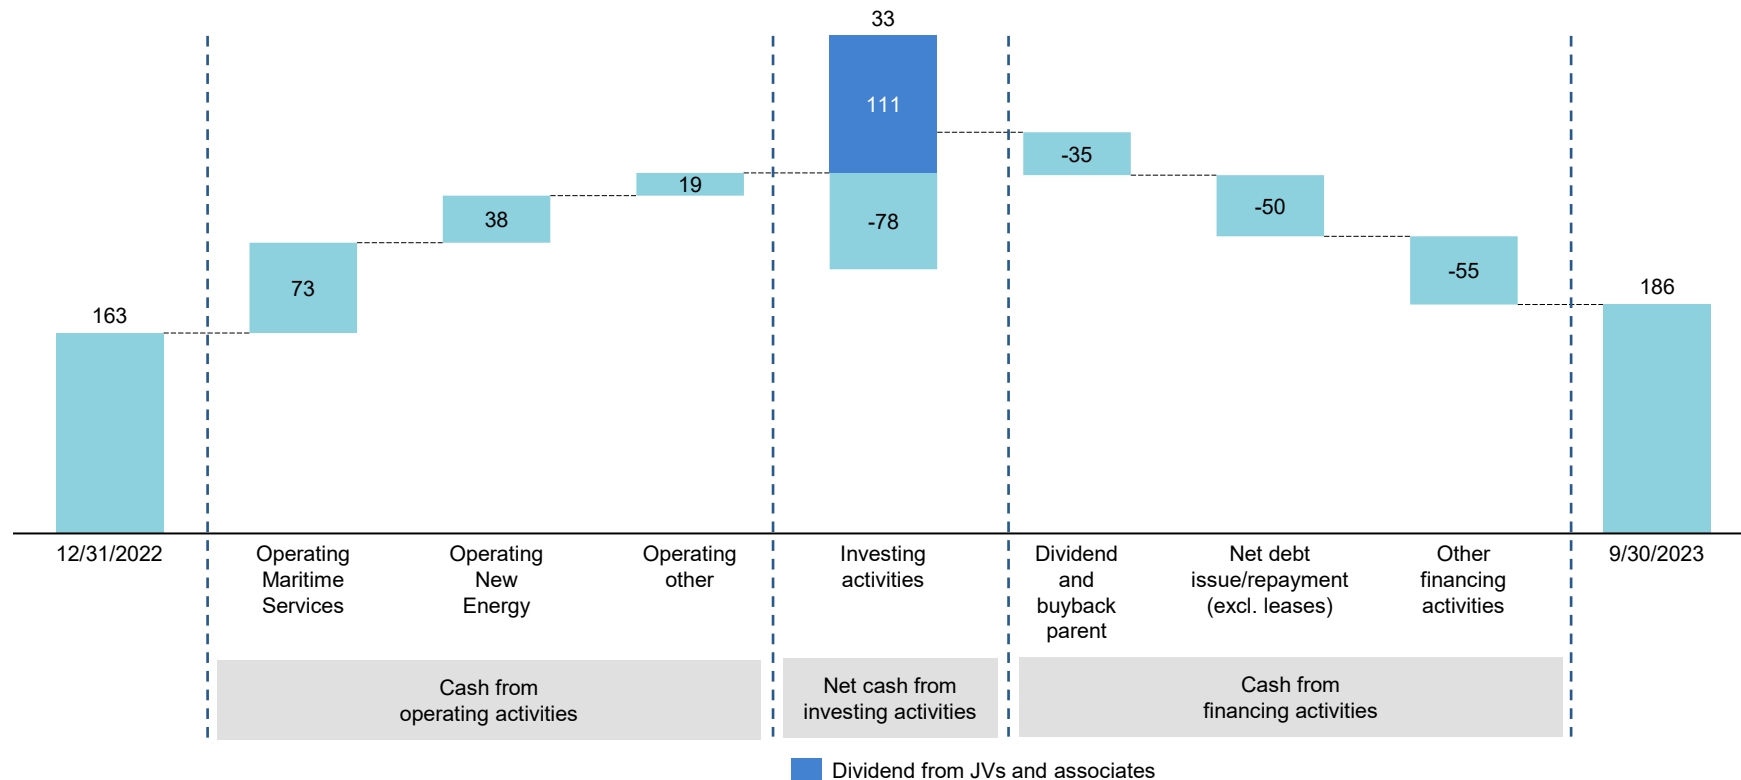 33
111
-35
19
38
-78
-50
73
-55
163
186
12/31/2022
Operating
Maritime
Services
Operating
New
Energy
Operating
other
Investing
activities
Dividend
and
buyback
parent
Net debt
issue/repayment
(excl. leases)
Other
financing
activities
9/30/2023
Cash from
operating activities
Net cash from
investing activities
Cash from
financing activities
Dividend from JVs and associates